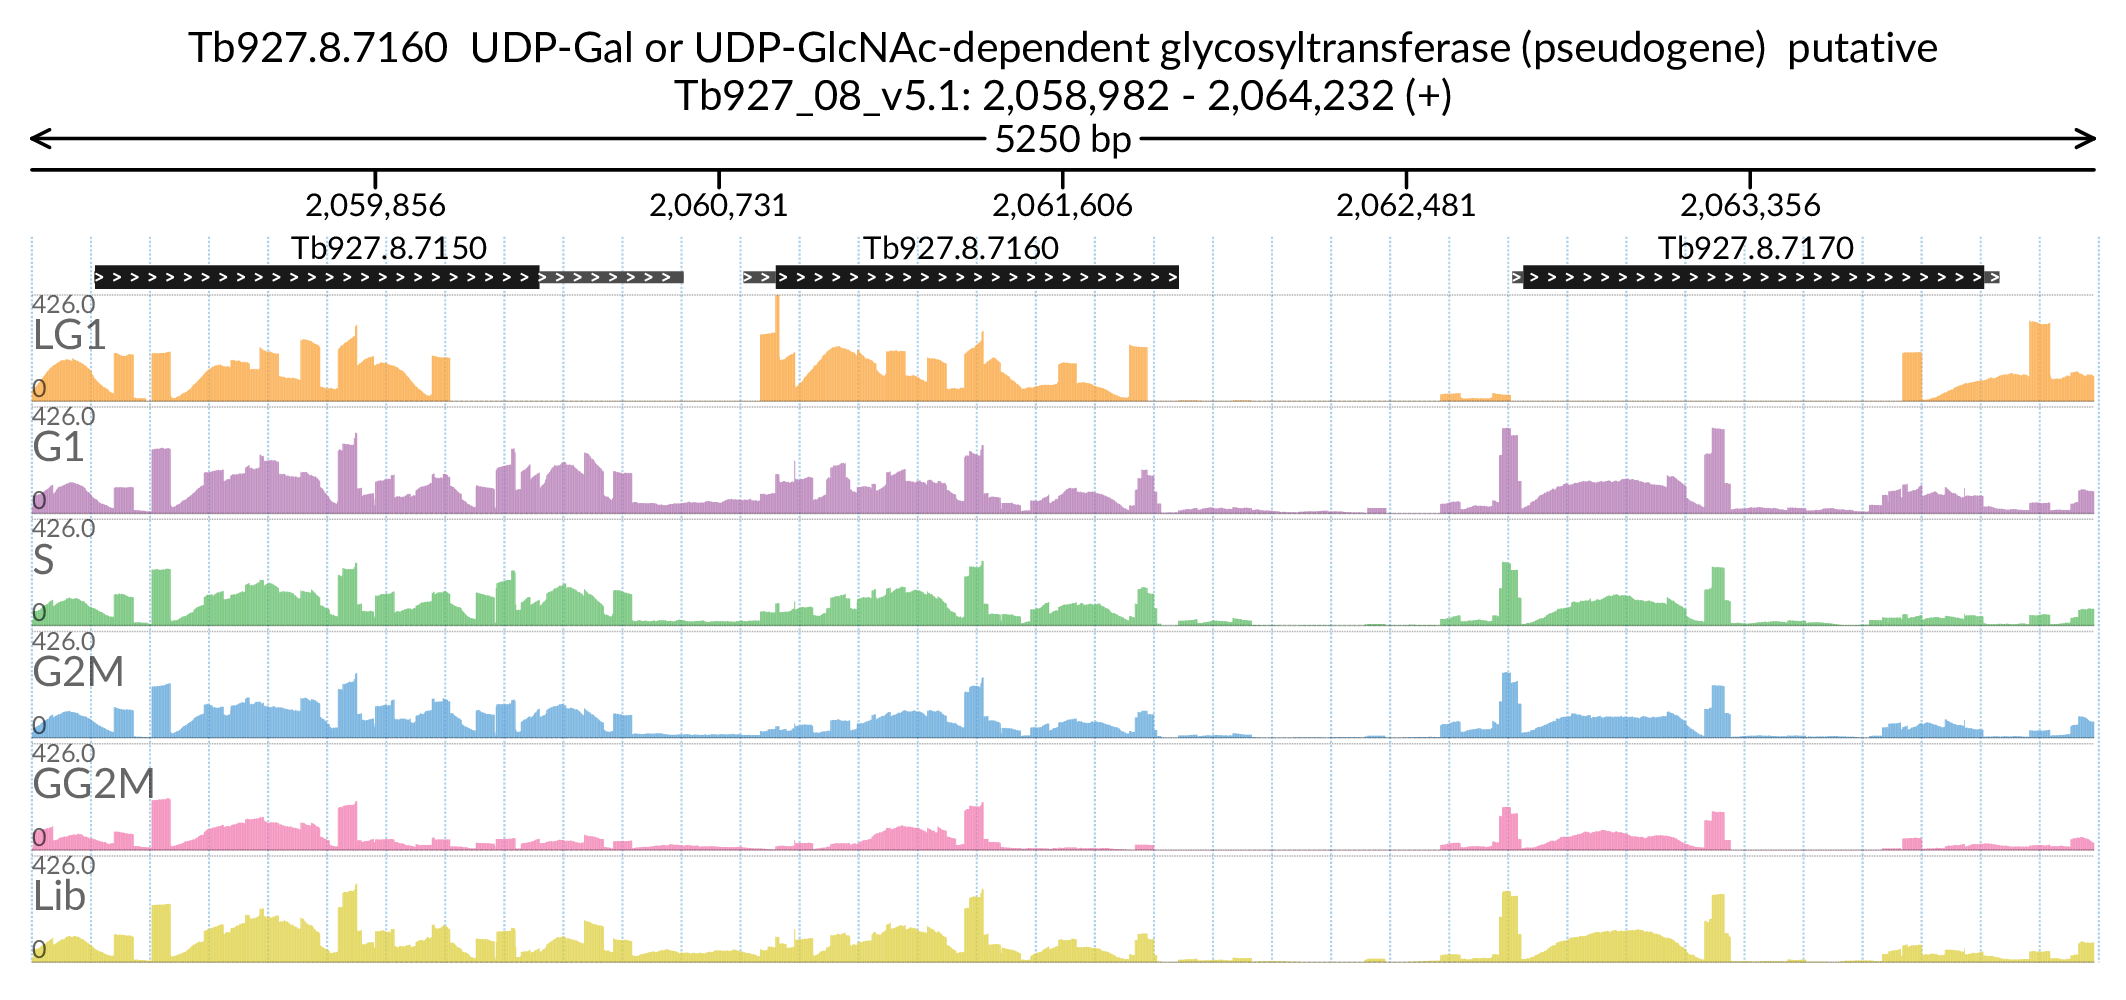 Tb927.8.7160 UDP-Gal or UDP-GlcNAc-dependent glycosyltransferase (pseudogene) putative
Tb927_08_v5.1: 2,058,982 - 2,064,232 (+)
5250 bp
2,059,856 2,060,731 2,061,606 2,062,481 2,063,356
Tb927.8.7150 Tb927.8.7160 Tb927.8.7170
426.0
LG1
0
426.0
G1
0
426.0
S
0
426.0
G2M
0
426.0
GG2M
0
426.0
Lib
0